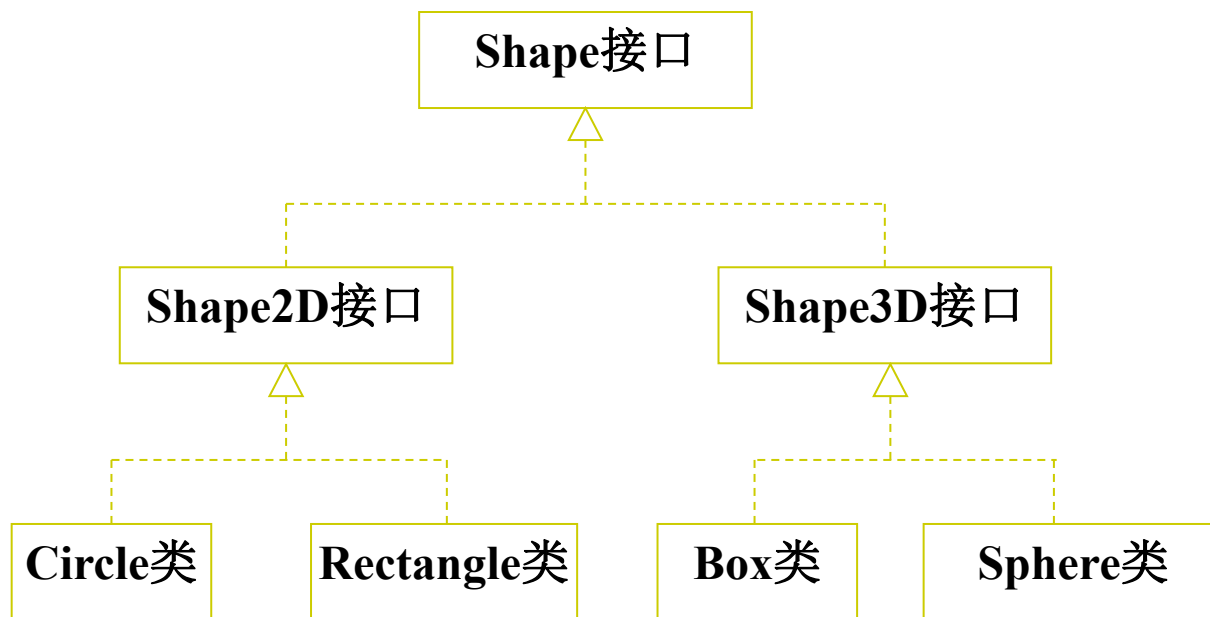 Shape接口
Shape2D接口
Shape3D接口
Circle类
Rectangle类
Box类
Sphere类